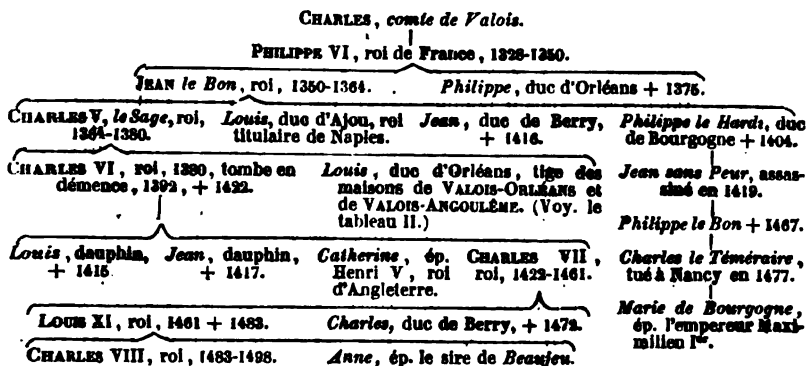 CHARLES, comte de Valois.
PHILIPPE VI, roi de France, 1328-1350.
JEAN le Bon, roi, 1350-1364. Philippe, duc d'Orléans + 1375.
CHARLES V, le Sage, roi, 1364-1380.
Louis, duc d'Ajou, roi titulaire de Naples.
Jean, duc de Berry, + 1416.
Philippe le Hardi, duc de Bourgogne + 1404.
CHARLES VI, roi, 1380, tombe en démence, 1392, + 1422.
Louis, duc d'Orléans, tige des maisons de VALOIS-ORLÉANS et de VALOIS-ANGOULÊME. (Voy. le tableau II.)
Jean sans Peur, assassiné en 1419.
Philippe le Bon + 1467.
Louis, dauphin, + 1415.
Jean, dauphin, + 1417.
Catherine, ép. Henri V, roi d'Angleterre.
CHARLES VII, roi, 1422-1461.
Charles le Téméraire, tué à Nancy en 1477.
Marie de Bourgogne, ép. l'empereur Maximilien Ier.
LOUIS XI, roi, 1461 + 1483. Charles, duc de Berry, + 1472.
CHARLES VIII, roi, 1483-1498. Anne, ép. le sire de Beaujeu.